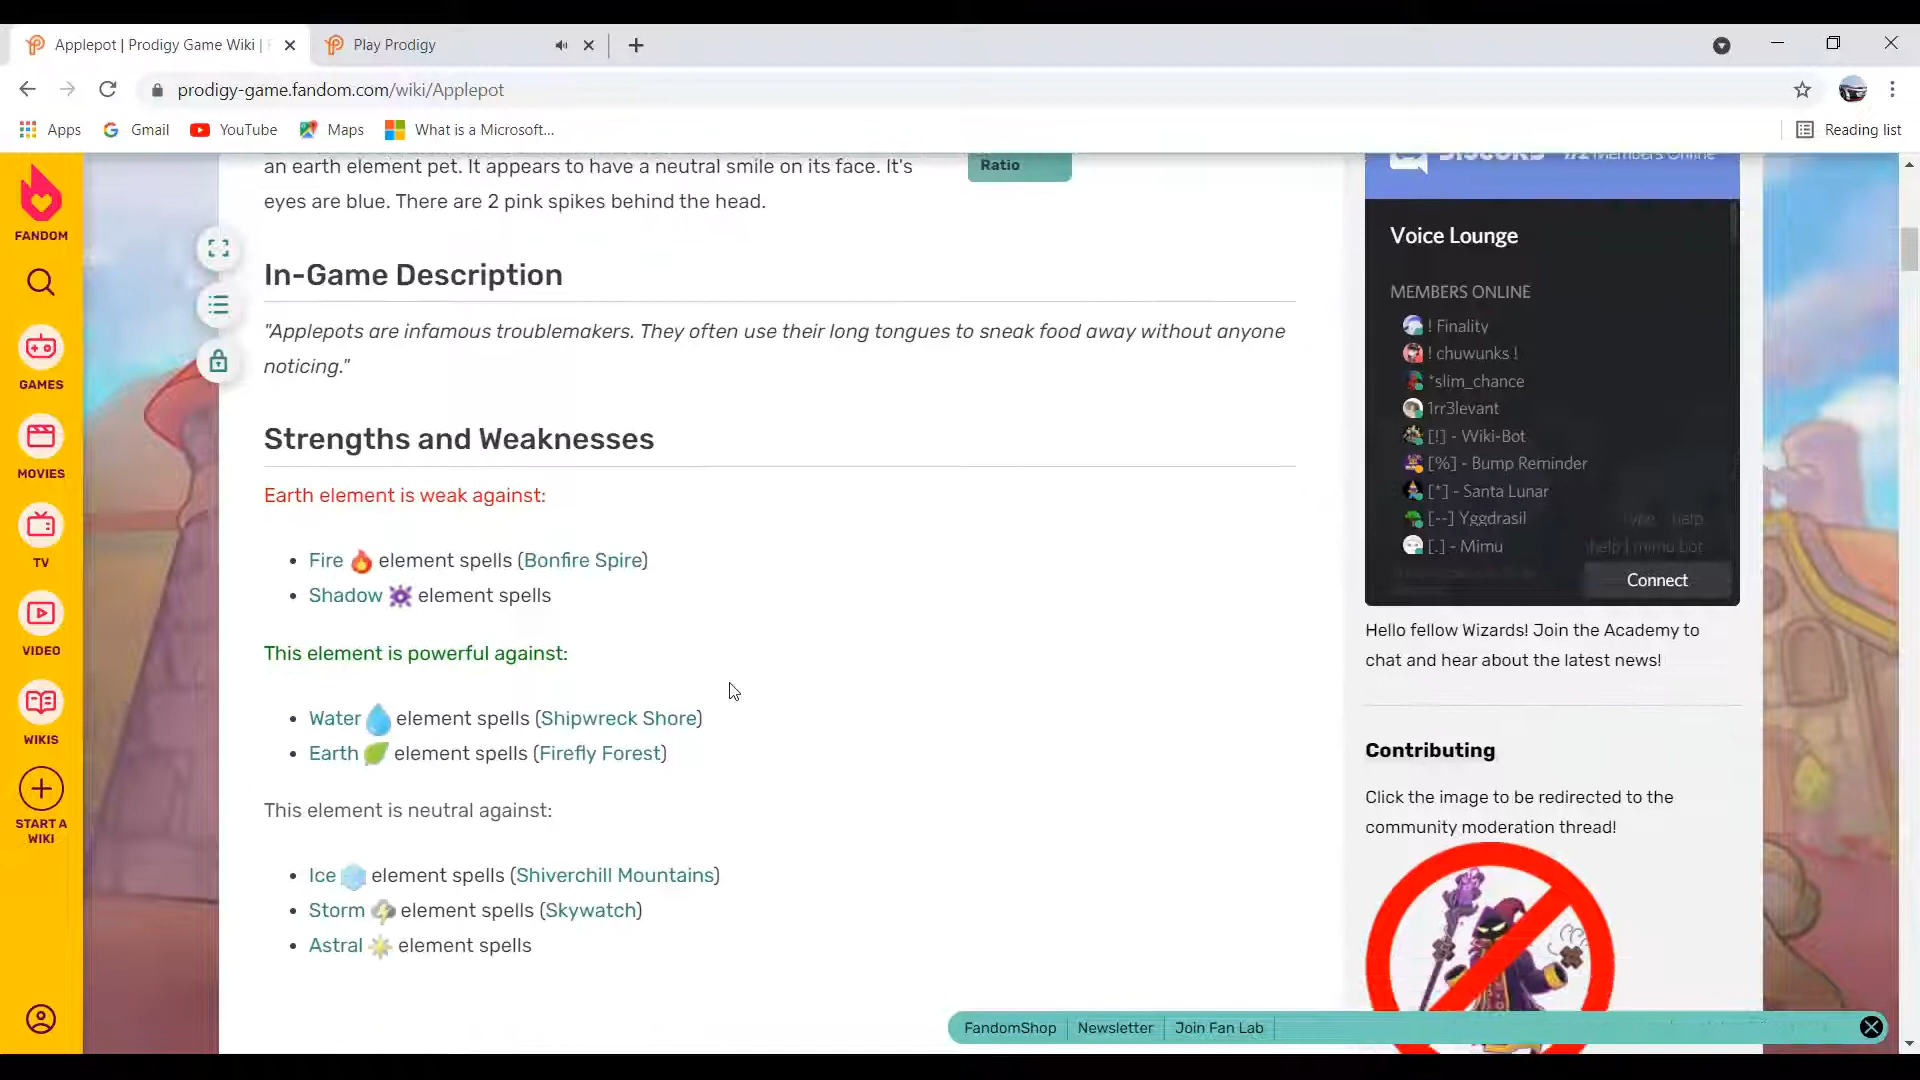 Applepot | Prodigy Game Wiki |
Play Prodigy
prodigy-game.fandom.com/wiki/Applepot
Apps
Gmail
YouTube
Maps
What is a Microsoft...
Reading list
FANDOM
GAMES
MOVIES
TV
VIDEO
WIKIS
START A
WIKI
an earth element pet. It appears to have a neutral smile on its face. It's
eyes are blue. There are 2 pink spikes behind the head.
Ratio
In-Game Description
"Applepots are infamous troublemakers. They often use their long tongues to sneak food away without anyone
noticing."
Strengths and Weaknesses
Earth element is weak against:
Fire element spells (Bonfire Spire)
Shadow element spells
This element is powerful against:
Water element spells (Shipwreck Shore)
Earth element spells (Firefly Forest)
This element is neutral against:
Ice element spells (Shiverchill Mountains)
Storm element spells (Skywatch)
Astral element spells
DISCORD 172 Members Online
Voice Lounge
MEMBERS ONLINE
! Finality
! chuwunks !
*slim_chance
1rr3levant
[!] - Wiki-Bot
[%] - Bump Reminder
[*] - Santa Lunar
[--] Yggdrasil
Type help
[.] - Mimu
help | mimu bot
Connect
Hello fellow Wizards! Join the Academy to
chat and hear about the latest news!
Contributing
Click the image to be redirected to the
community moderation thread!
FandomShop
Newsletter
Join Fan Lab